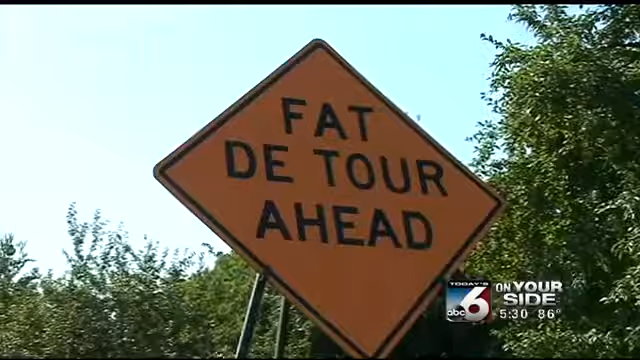 FAT
DE TOUR
AHEAD
TODAY'S
abc 6
ON YOUR
SIDE
5:30 86°